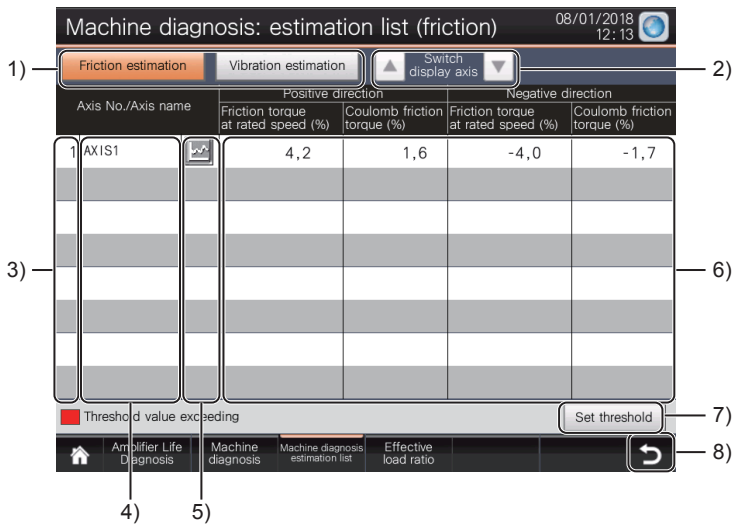 Machine diagnosis: estimation list (friction)
08/01/2018
12:13
1)
Friction estimation
Vibration estimation
Switch
display axis
2)
Axis No./Axis name
Positive direction
Negative direction
Friction torque
at rated speed (%)
Coulomb friction
torque (%)
Friction torque
at rated speed (%)
Coulomb friction
torque (%)
1 AXIS1 4,2 1,6 -4,0 -1,7
3)
6)
Threshold value exceeding
Set threshold
7)
Amplifier Life
Diagnosis
Machine
diagnosis
Machine diagnosis
estimation list
Effective
load ratio
8)
4)
5)